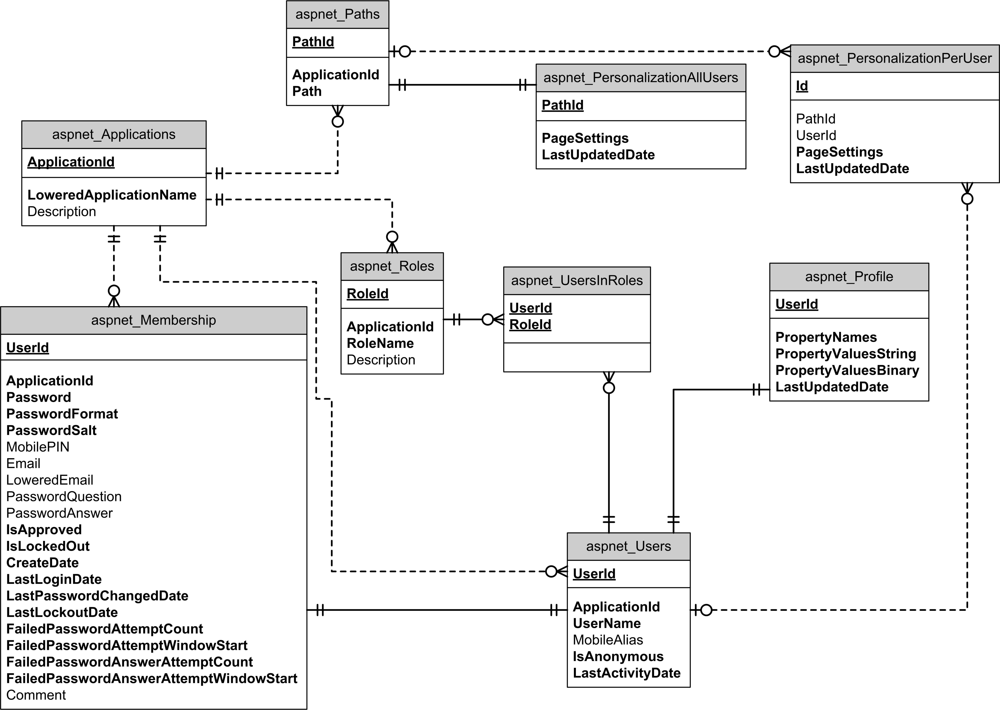 aspnet_Paths
PathId
ApplicationId
Path
aspnet_PersonalizationAllUsers
PathId
PageSettings
LastUpdatedDate
aspnet_PersonalizationPerUser
Id
PathId
UserId
PageSettings
LastUpdatedDate
aspnet_Applications
ApplicationId
LoweredApplicationName
Description
aspnet_Roles
RoleId
ApplicationId
RoleName
Description
aspnet_UsersInRoles
UserId
RoleId
aspnet_Profile
UserId
PropertyNames
PropertyValuesString
PropertyValuesBinary
LastUpdatedDate
aspnet_Membership
UserId
ApplicationId
Password
PasswordFormat
PasswordSalt
MobilePIN
Email
LoweredEmail
PasswordQuestion
PasswordAnswer
IsApproved
IsLockedOut
CreateDate
LastLoginDate
LastPasswordChangedDate
LastLockoutDate
FailedPasswordAttemptCount
FailedPasswordAttemptWindowStart
FailedPasswordAnswerAttemptCount
FailedPasswordAnswerAttemptWindowStart
Comment
aspnet_Users
UserId
ApplicationId
UserName
MobileAlias
IsAnonymous
LastActivityDate